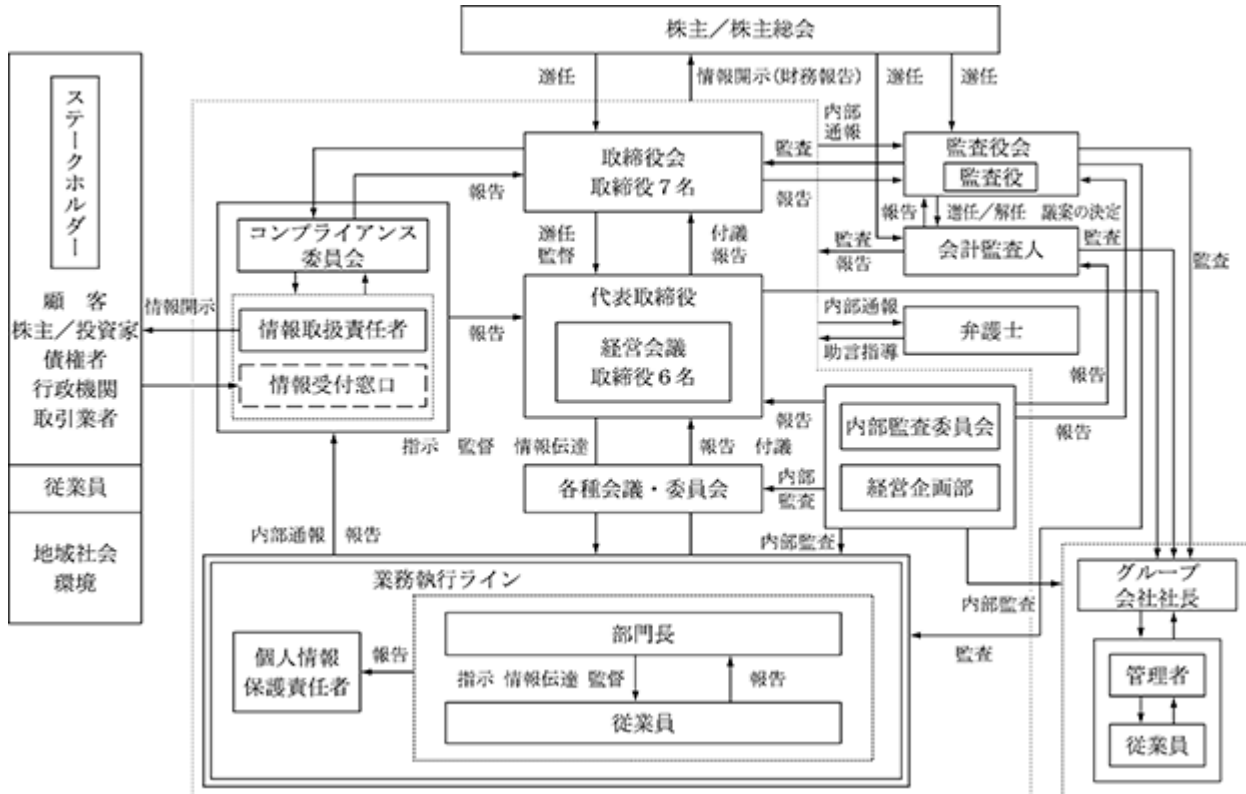 株主／株主総会
選任
情報開示(財務報告)
選任
選任
ステークホルダー
顧　客
株主／投資家
債権者
行政機関
取引業者
従業員
地域社会
環境
取締役会
取締役７名
監査
内部
通報
報告
監査役会
監査役
報告
報告
選任／解任　議案の決定
コンプライアンス
委員会
選任
監督
付議
報告
監査
報告
会計監査人
監査
監査
情報開示
情報取扱責任者
情報受付窓口
報告
代表取締役
経営会議
取締役６名
内部通報
助言指導
弁護士
報告
報告
内部監査委員会
経営企画部
報告
指示　監督　情報伝達
報告　付議
各種会議・委員会
内部
監査
内部通報　報告
内部監査
業務執行ライン
個人情報
保護責任者
報告
部門長
指示 情報伝達 監督
報告
従業員
内部監査
監査
グループ
会社社長
管理者
従業員